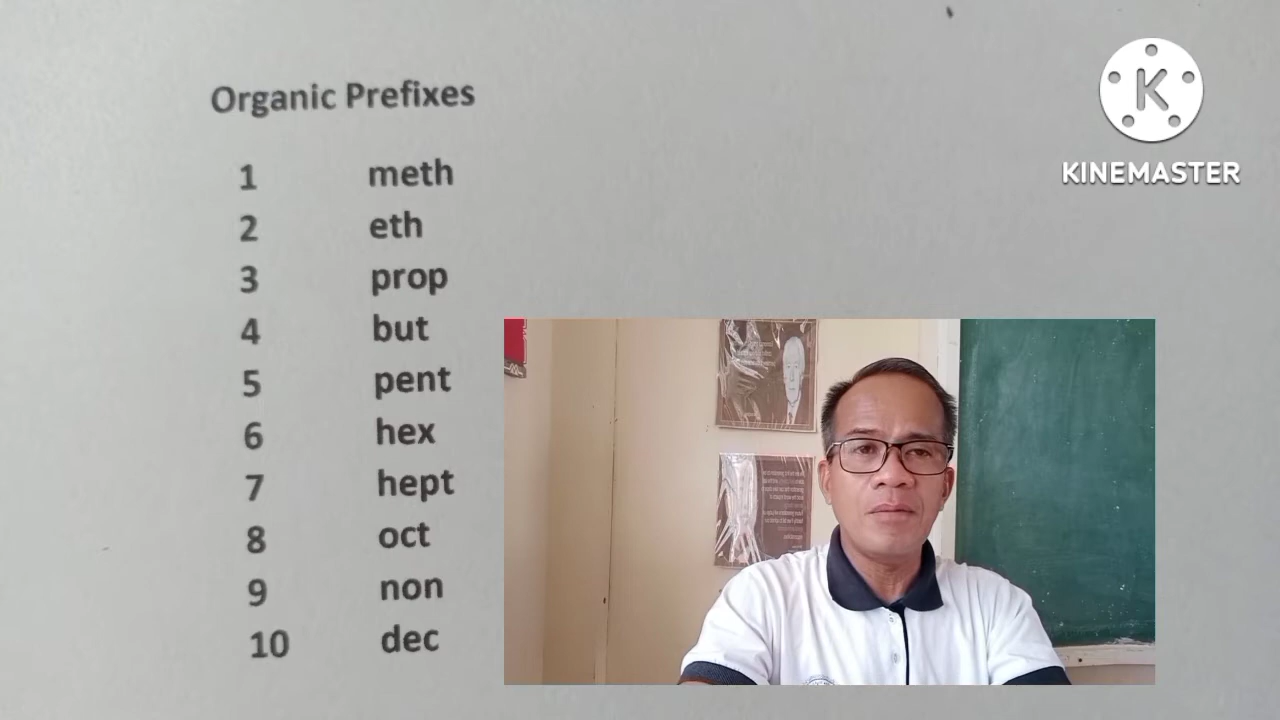 Organic Prefixes
1 meth
2 eth
3 prop
4 but
5 pent
6 hex
7 hept
8 oct
9 non
10 dec
K
KINEMASTER